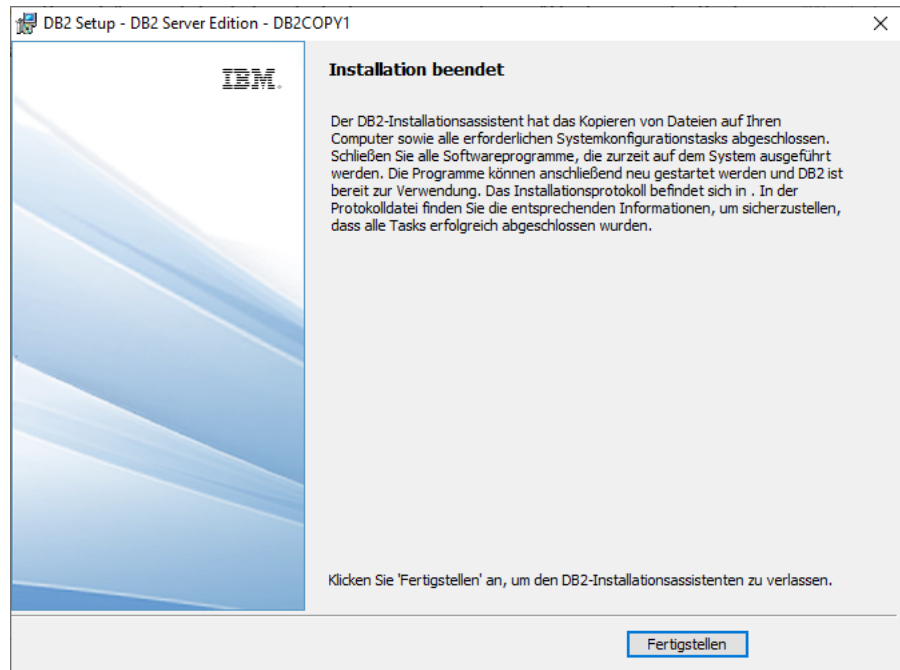 DB2 Setup - DB2 Server Edition - DB2COPY1
IBM.
Installation beendet
Der DB2-Installationsassistent hat das Kopieren von Dateien auf Ihren
Computer sowie alle erforderlichen Systemkonfigurationstasks abgeschlossen.
Schließen Sie alle Softwareprogramme, die zurzeit auf dem System ausgeführt
werden. Die Programme können anschließend neu gestartet werden und DB2 ist
bereit zur Verwendung. Das Installationsprotokoll befindet sich in . In der
Protokolldatei finden Sie die entsprechenden Informationen, um sicherzustellen,
dass alle Tasks erfolgreich abgeschlossen wurden.
Klicken Sie 'Fertigstellen' an, um den DB2-Installationsassistenten zu verlassen.
Fertigstellen